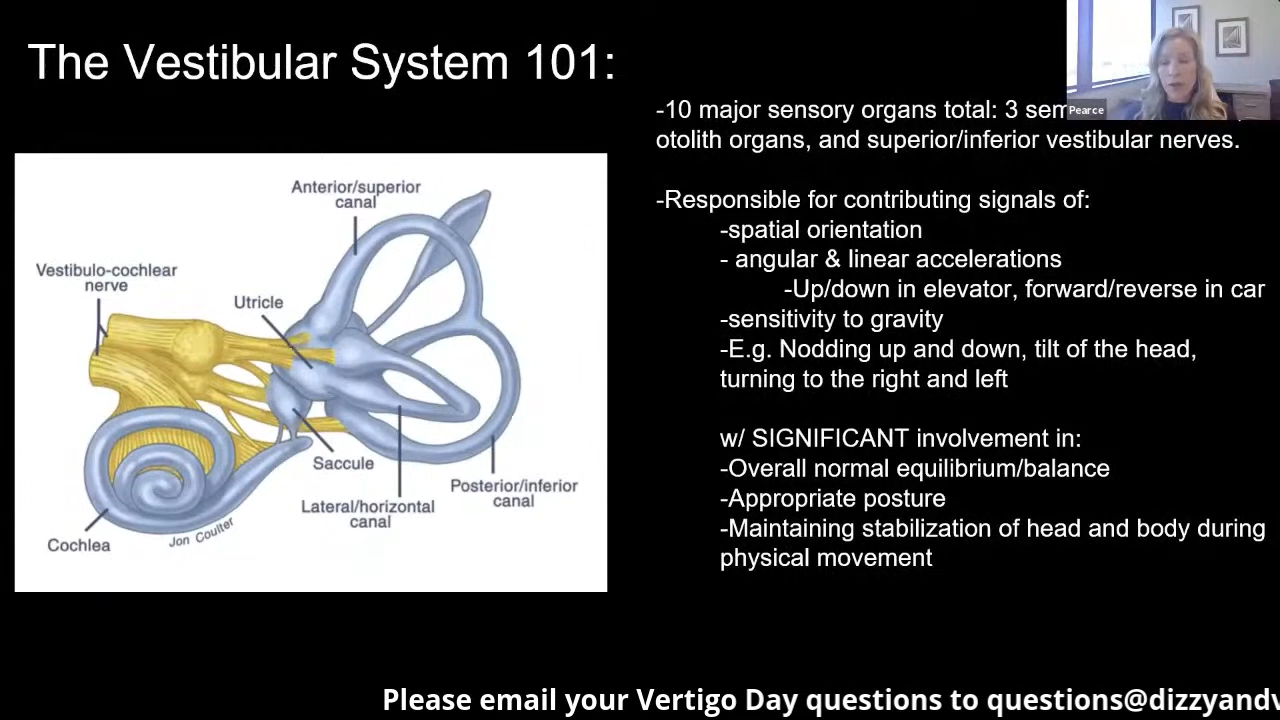 The Vestibular System 101:
Pearce
-10 major sensory organs total: 3
otolith organs, and superior/inferior vestibular nerves.
-Responsible for contributing signals of:
-spatial orientation
- angular & linear accelerations
-Up/down in elevator, forward/reverse in car
-sensitivity to gravity
-E.g. Nodding up and down, tilt of the head,
turning to the right and left
w/ SIGNIFICANT involvement in:
-Overall normal equilibrium/balance
-Appropriate posture
-Maintaining stabilization of head and body during
physical movement
Anterior/superior
canal
Vestibulo-cochlear
nerve
Utricle
Saccule
Lateral/horizontal
canal
Posterior/inferior
canal
Cochlea
Jon Coulter
Please email your Vertigo Day questions to